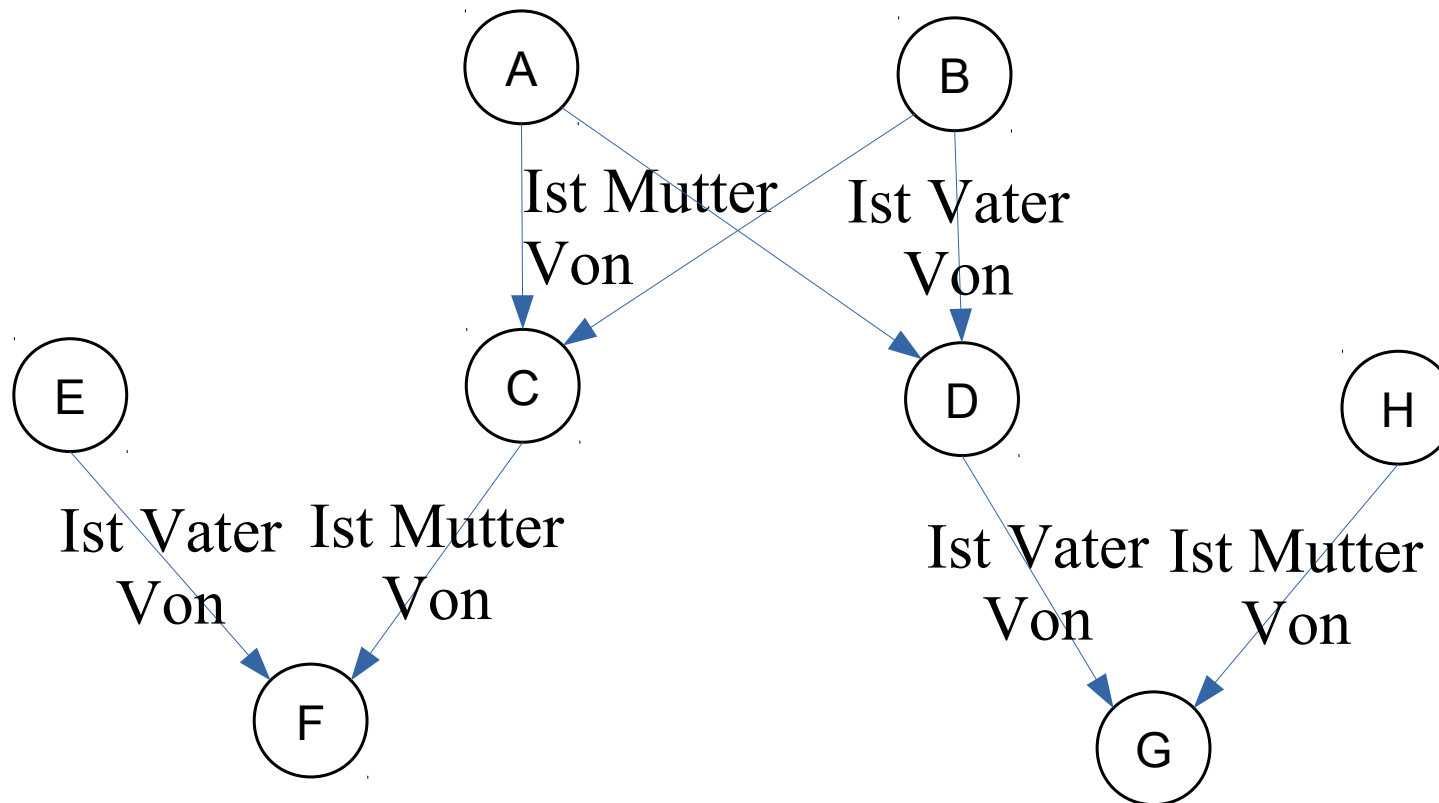 A
B
Ist Mutter
Von
Ist Vater
Von
E
C
D
H
Ist Vater
Von
Ist Mutter
Von
Ist Vater
Von
Ist Mutter
Von
F
G